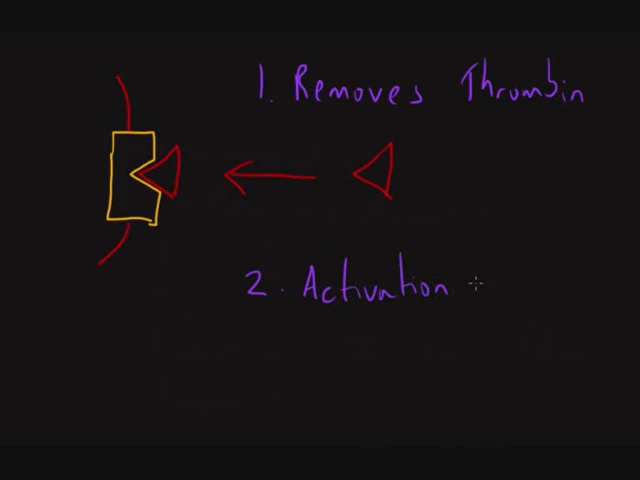 1. Removes Thrombin
2. Activation